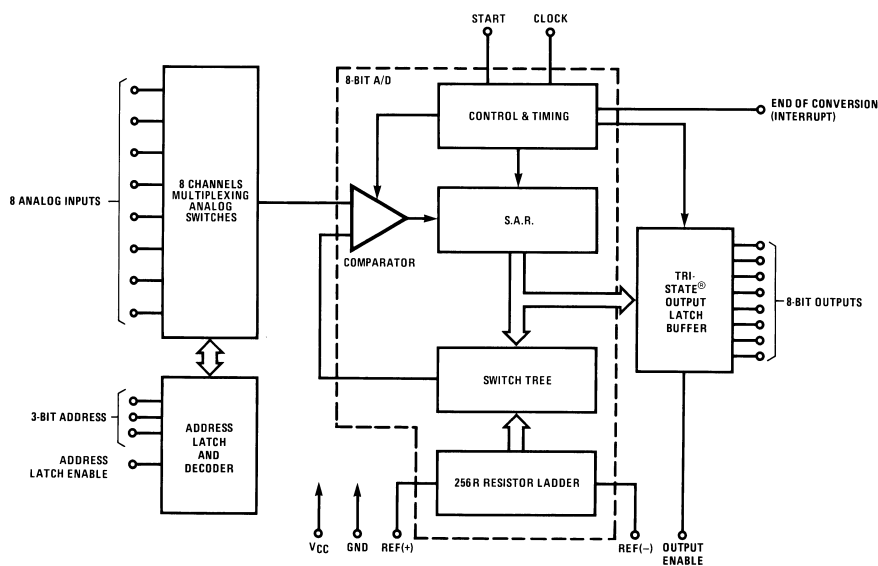 START
CLOCK
8-BIT A/D
CONTROL & TIMING
END OF CONVERSION
(INTERRUPT)
8 ANALOG INPUTS
8 CHANNELS
MULTIPLEXING
ANALOG
SWITCHES
COMPARATOR
S.A.R.
TRI-
STATE®
OUTPUT
LATCH
BUFFER
8-BIT OUTPUTS
SWITCH TREE
3-BIT ADDRESS
ADDRESS
LATCH ENABLE
ADDRESS
LATCH
AND
DECODER
256R RESISTOR LADDER
VCC
GND
REF(+)
REF(−)
OUTPUT
ENABLE